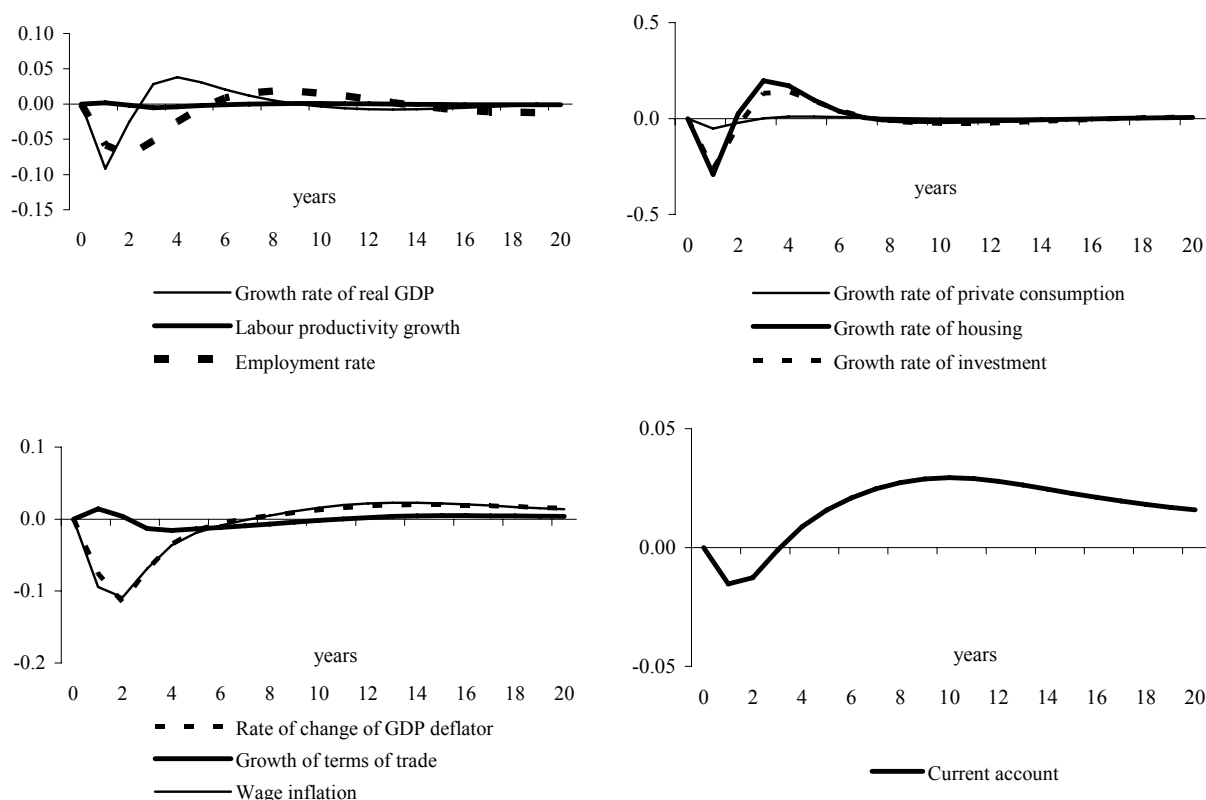 0.10
0.05
0.00
-0.05
-0.10
-0.15
years
0 2 4 6 8 10 12 14 16 18 20
Growth rate of real GDP
Labour productivity growth
Employment rate
0.5
0.0
-0.5
years
0 2 4 6 8 10 12 14 16 18 20
Growth rate of private consumption
Growth rate of housing
Growth rate of investment
0.1
0.0
-0.1
-0.2
years
0 2 4 6 8 10 12 14 16 18 20
Rate of change of GDP deflator
Growth of terms of trade
Wage inflation
0.05
0.00
-0.05
years
0 2 4 6 8 10 12 14 16 18 20
Current account